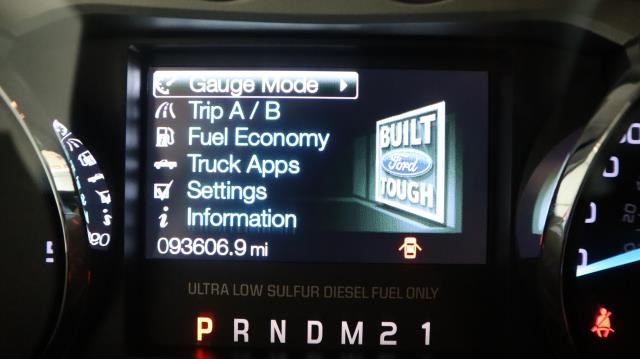 Gauge Mode
Trip A / B
Fuel Economy
Truck Apps
Settings
Information
BUILT
Ford
TOUGH
093606.9 mi
ULTRA LOW SULFUR DIESEL FUEL ONLY
P R N D M 2 1